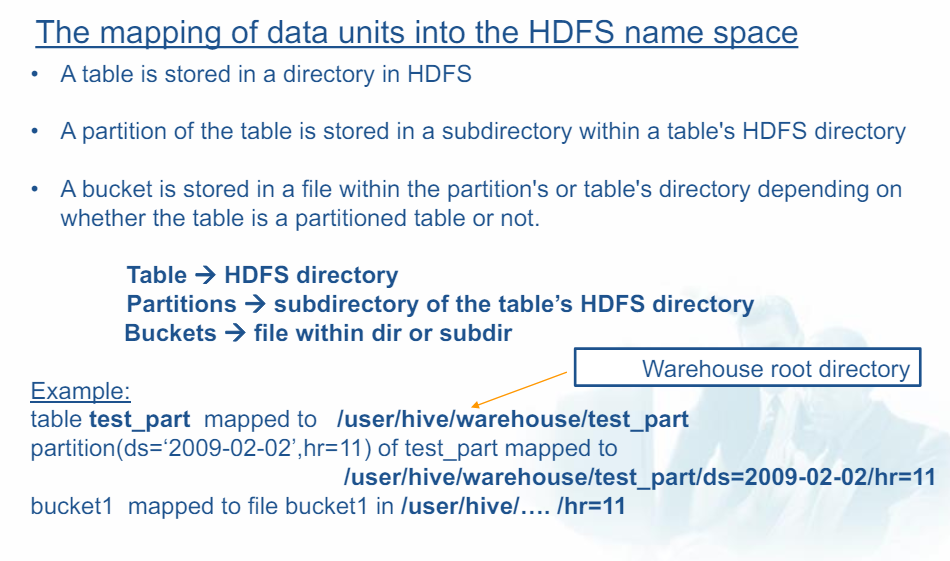 The mapping of data units into the HDFS name space
• A table is stored in a directory in HDFS
• A partition of the table is stored in a subdirectory within a table's HDFS directory
• A bucket is stored in a file within the partition's or table's directory depending on
whether the table is a partitioned table or not.
Table → HDFS directory
Partitions → subdirectory of the table’s HDFS directory
Buckets → file within dir or subdir
Warehouse root directory
Example:
table test_part mapped to /user/hive/warehouse/test_part
partition(ds=‘2009-02-02’,hr=11) of test_part mapped to
/user/hive/warehouse/test_part/ds=2009-02-02/hr=11
bucket1 mapped to file bucket1 in /user/hive/…. /hr=11